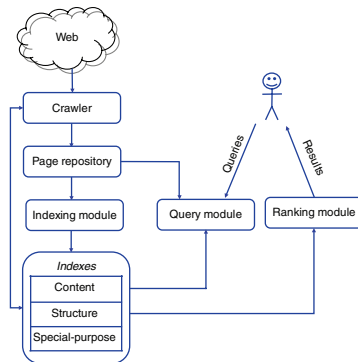 Web
Crawler
Page repository
Queries
Results
Indexing module
Query module
Ranking module
Indexes
Content
Structure
Special-purpose